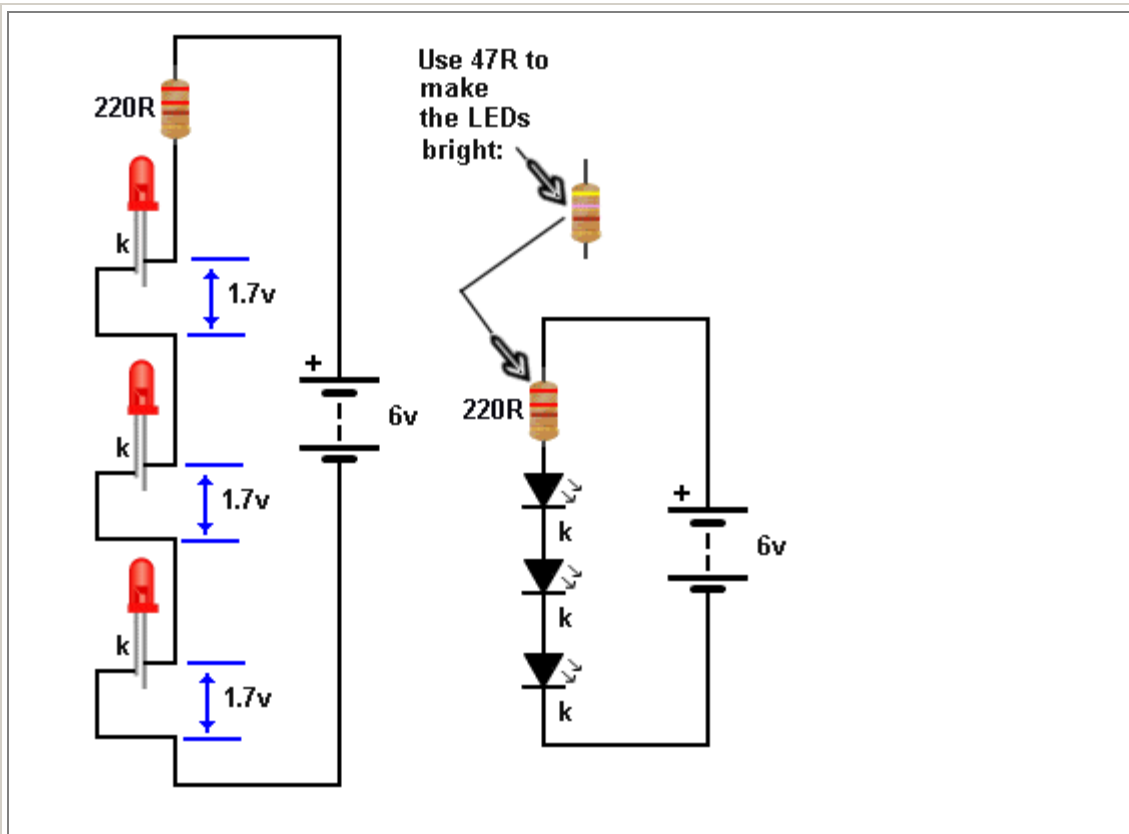 220R
k
1.7v
k
1.7v
k
1.7v
+
6v
Use 47R to
make
the LEDs
bright:
220R
k
k
k
+
6v